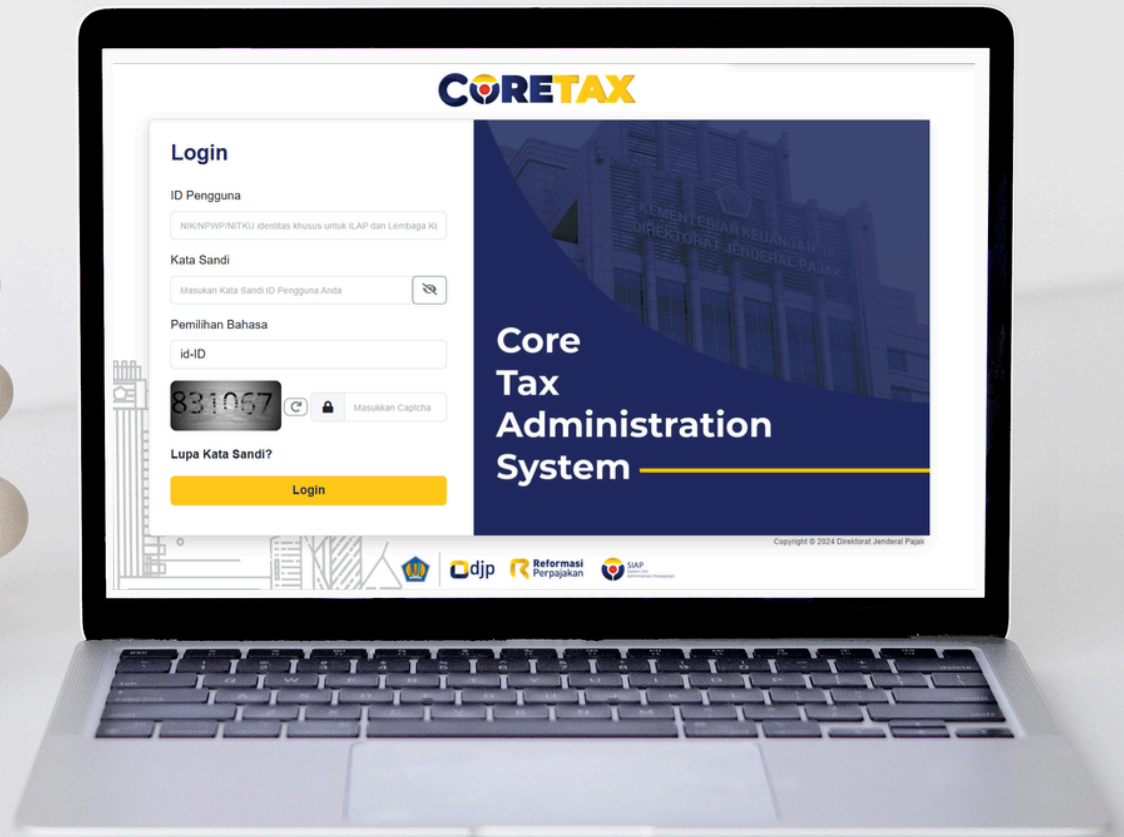 CORETAX
Login
ID Pengguna
NIK/NPWP/NITKU identitas khusus untuk ILAP dan Lembaga Ke
Kata Sandi
Masukan Kata Sandi ID Pengguna Anda
Pemilihan Bahasa
id-ID
831067
Masukkan Captcha
Lupa Kata Sandi?
Login
KEMENTERIAN KEUANGAN RI
DIREKTORAT JENDERAL PAJAK
Core
Tax
Administration
System
Copyright © 2024 Direktorat Jenderal Pajak
djp
Reformasi
Perpajakan
SIAP
delete